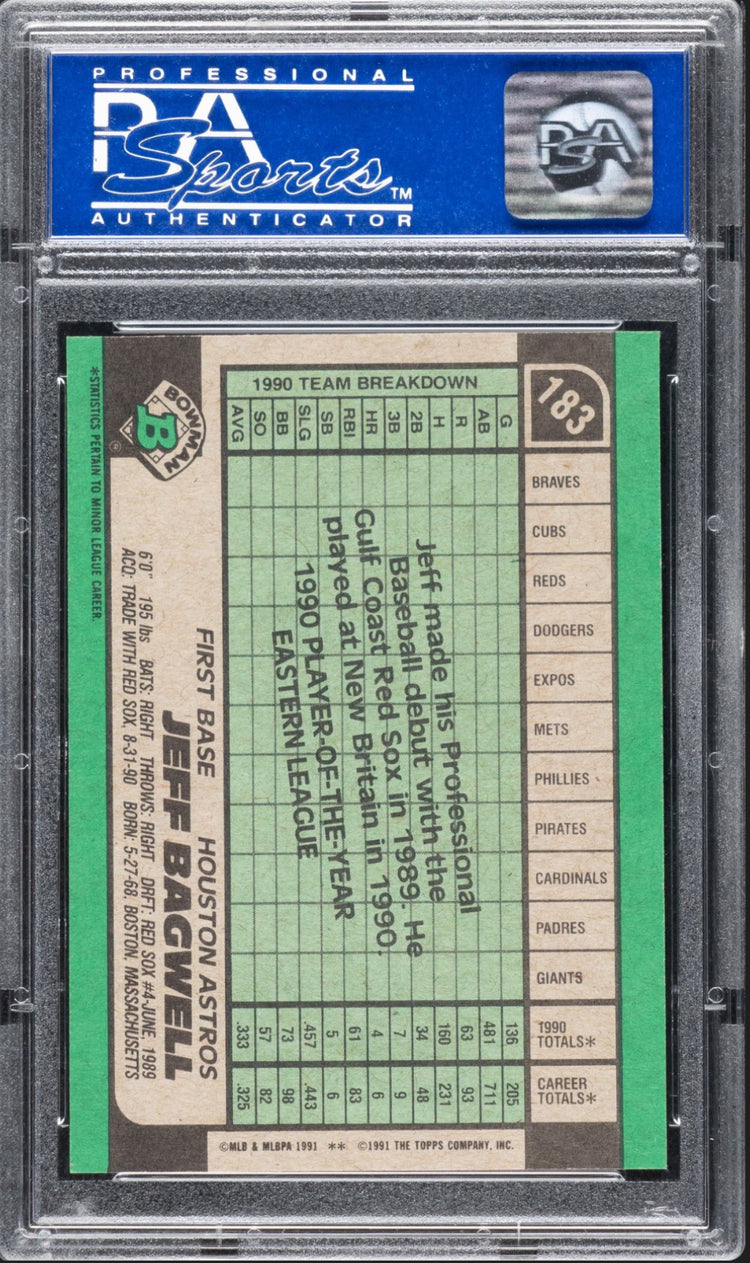 PROFESSIONAL
PSA
Sports™
AUTHENTICATOR
PSA
183
BOWMAN
B
®
JEFF BAGWELL
FIRST BASE HOUSTON ASTROS
6'0" 195 lbs BATS: RIGHT THROWS: RIGHT DRFT: RED SOX #4-JUNE, 1989
ACQ: TRADE WITH RED SOX, 8-31-90 BORN: 5-27-68, BOSTON, MASSACHUSETTS
1990 TEAM BREAKDOWN
G AB R H 2B 3B HR RBI SB SLG BB SO AVG
BRAVES
CUBS
REDS
DODGERS
EXPOS
METS
PHILLIES
PIRATES
CARDINALS
PADRES
GIANTS
Jeff made his Professional
Baseball debut with the
Gulf Coast Red Sox in 1989. He
played at New Britain in 1990.
1990 PLAYER-OF-THE-YEAR
EASTERN LEAGUE
1990 TOTALS* 136 481 63 160 34 7 4 61 5 .457 73 57 .333
CAREER TOTALS* 205 711 93 231 48 9 6 83 6 .443 98 82 .325
*STATISTICS PERTAIN TO MINOR LEAGUE CAREER.
©MLB & MLBPA 1991 ** ©1991 THE TOPPS COMPANY, INC.